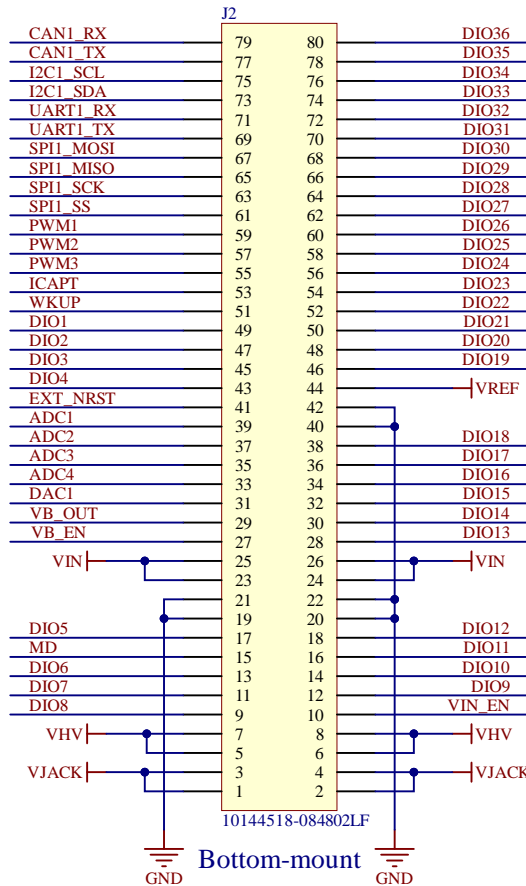 J2
CAN1_RX 79 80 DIO36
CAN1_TX 77 78 DIO35
I2C1_SCL 75 76 DIO34
I2C1_SDA 73 74 DIO33
UART1_RX 71 72 DIO32
UART1_TX 69 70 DIO31
SPI1_MOSI 67 68 DIO30
SPI1_MISO 65 66 DIO29
SPI1_SCK 63 64 DIO28
SPI1_SS 61 62 DIO27
PWM1 59 60 DIO26
PWM2 57 58 DIO25
PWM3 55 56 DIO24
ICAPT 53 54 DIO23
WKUP 51 52 DIO22
DIO1 49 50 DIO21
DIO2 47 48 DIO20
DIO3 45 46 DIO19
DIO4 43 44 VREF
EXT_NRST 41 42
ADC1 39 40
ADC2 37 38 DIO18
ADC3 35 36 DIO17
ADC4 33 34 DIO16
DAC1 31 32 DIO15
VB_OUT 29 30 DIO14
VB_EN 27 28 DIO13
VIN 25 26 VIN
23 24
21 22
19 20
DIO5 17 18 DIO12
MD 15 16 DIO11
DIO6 13 14 DIO10
DIO7 11 12 DIO9
DIO8 9 10 VIN_EN
VHV 7 8 VHV
5 6
VJACK 3 4 VJACK
1 2
10144518-084802LF
Bottom-mount
GND GND